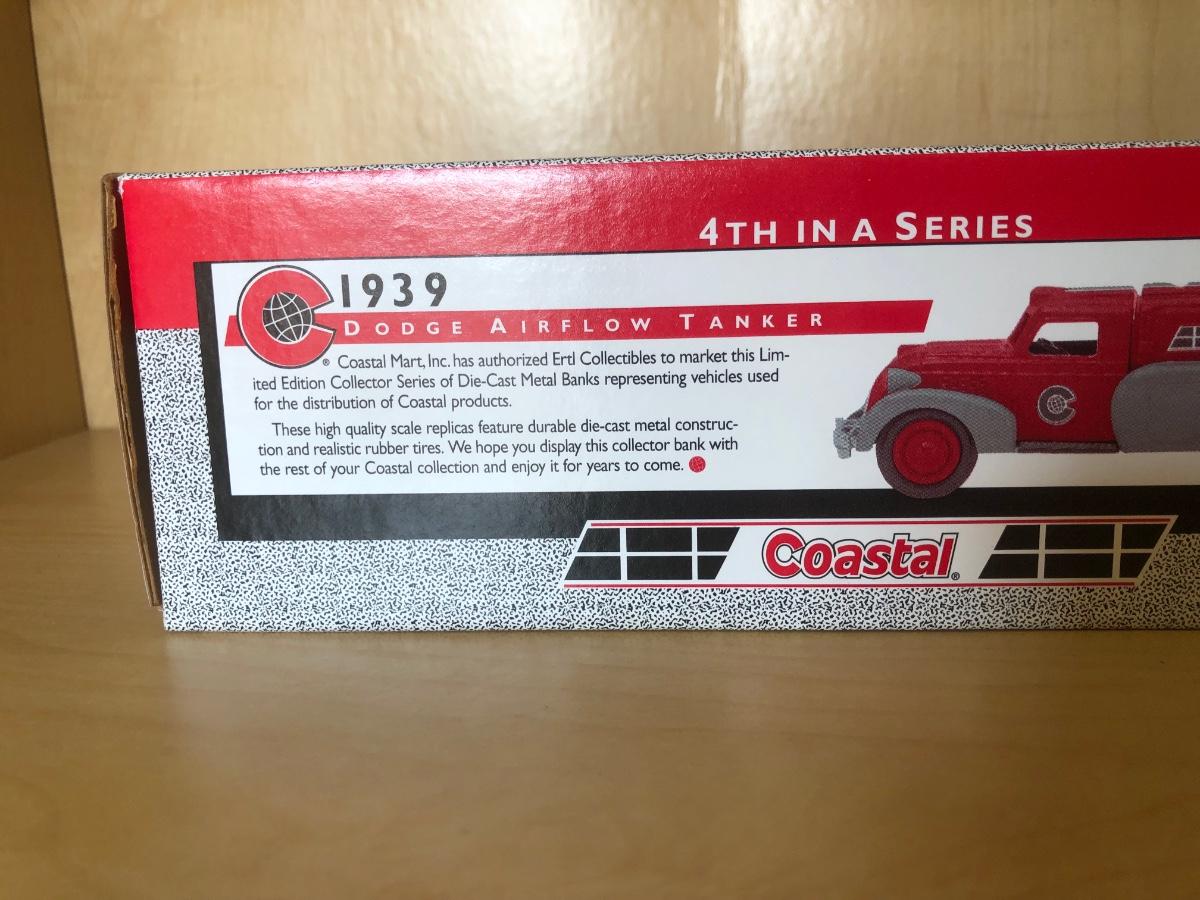 4TH IN A SERIES
1939
DODGE AIRFLOW TANKER
® Coastal Mart, Inc. has authorized Ertl Collectibles to market this Lim-
ited Edition Collector Series of Die-Cast Metal Banks representing vehicles used
for the distribution of Coastal products.
These high quality scale replicas feature durable die-cast metal construc-
tion and realistic rubber tires. We hope you display this collector bank with
the rest of your Coastal collection and enjoy it for years to come.
Coastal®